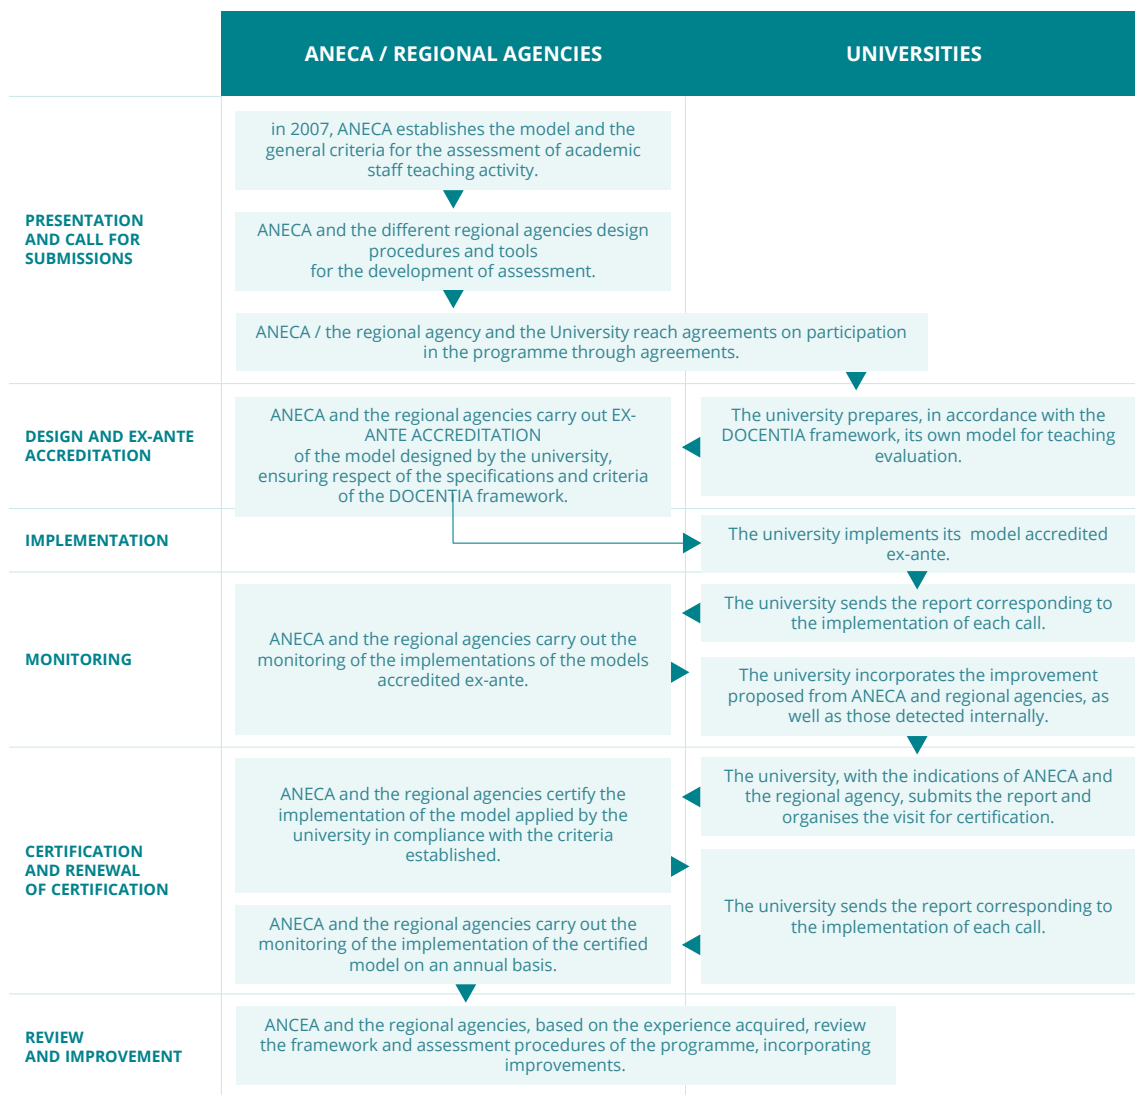 ANECA / REGIONAL AGENCIES
UNIVERSITIES
PRESENTATION
AND CALL FOR
SUBMISSIONS
in 2007, ANECA establishes the model and the
general criteria for the assessment of academic
staff teaching activity.
ANECA and the different regional agencies design
procedures and tools
for the development of assessment.
ANECA / the regional agency and the University reach agreements on participation
in the programme through agreements.
DESIGN AND EX-ANTE
ACCREDITATION
ANECA and the regional agencies carry out EX-
ANTE ACCREDITATION
of the model designed by the university,
ensuring respect of the specifications and criteria
of the DOCENTIA framework.
The university prepares, in accordance with the
DOCENTIA framework, its own model for teaching
evaluation.
IMPLEMENTATION
The university implements its  model accredited
ex-ante.
MONITORING
ANECA and the regional agencies carry out the
monitoring of the implementations of the models
accredited ex-ante.
The university sends the report corresponding to
the implementation of each call.
The university incorporates the improvement
proposed from ANECA and regional agencies, as
well as those detected internally.
CERTIFICATION
AND RENEWAL
OF CERTIFICATION
ANECA and the regional agencies certify the
implementation of the model applied by the
university in compliance with the criteria
established.
The university, with the indications of ANECA and
the regional agency, submits the report and
organises the visit for certification.
ANECA and the regional agencies carry out the
monitoring of the implementation of the certified
model on an annual basis.
The university sends the report corresponding to
the implementation of each call.
REVIEW
AND IMPROVEMENT
ANCEA and the regional agencies, based on the experience acquired, review
the framework and assessment procedures of the programme, incorporating
improvements.